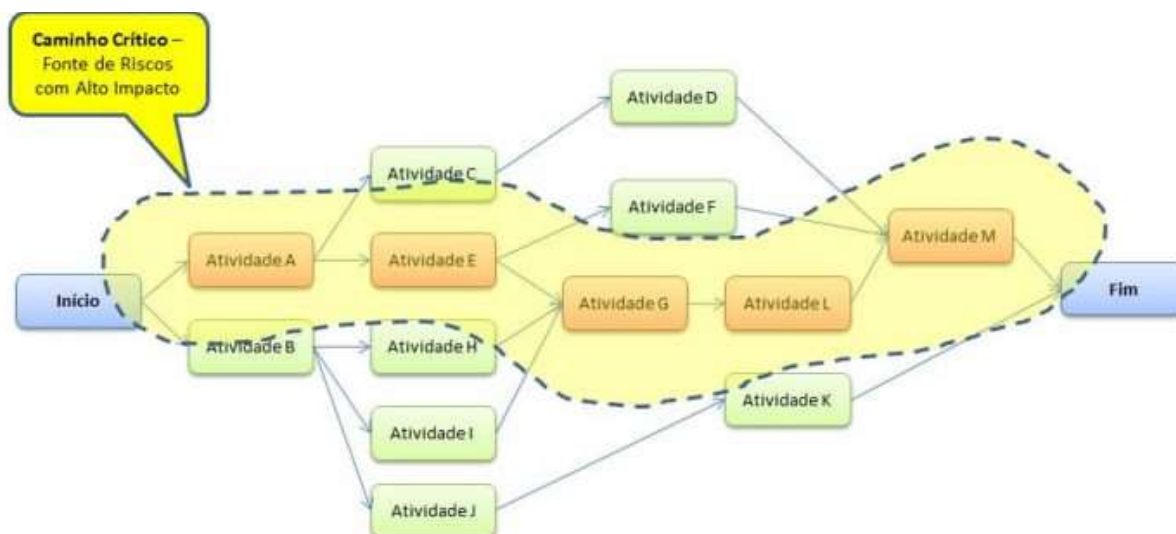 Caminho Crítico –
Fonte de Riscos
com Alto Impacto
Atividade D
Atividade C
Atividade F
Atividade M
Atividade A
Atividade E
Início
Fim
Atividade G
Atividade L
Atividade B
Atividade H
Atividade K
Atividade I
Atividade J